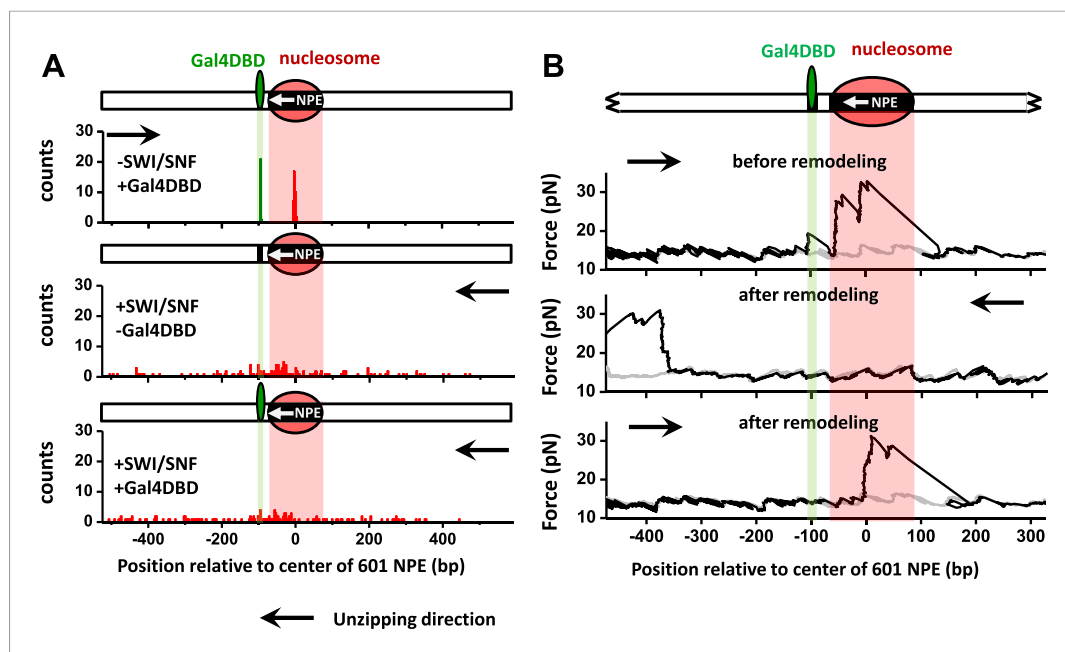 A
Gal4DBD
nucleosome
NPE
30
20
10
0
counts
-SWI/SNF
+Gal4DBD
NPE
30
20
10
0
counts
+SWI/SNF
-Gal4DBD
NPE
30
20
10
0
counts
+SWI/SNF
+Gal4DBD
-400 -200 0 200 400
Position relative to center of 601 NPE (bp)
Unzipping direction
B
Gal4DBD
nucleosome
NPE
before remodeling
30
20
10
Force (pN)
after remodeling
30
20
10
Force (pN)
after remodeling
30
20
10
Force (pN)
-400 -300 -200 -100 0 100 200 300
Position relative to center of 601 NPE (bp)